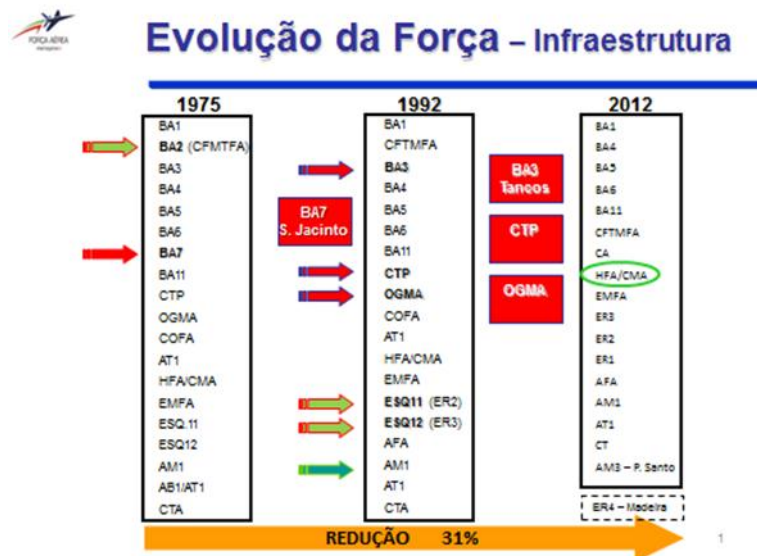 FORÇA AÉREA
Evolução da Força – Infraestrutura
1975
BA1
BA2 (CFMTFA)
BA3
BA4
BA5
BA6
BA7
BA11
CTP
OGMA
COFA
AT1
HFA/CMA
EMFA
ESQ.11
ESQ12
AM1
AB1/AT1
CTA
BA7
S. Jacinto
1992
BA1
CFTMFA
BA3
BA4
BA5
BA6
BA11
CTP
OGMA
COFA
AT1
HFA/CMA
EMFA
ESQ11 (ER2)
ESQ12 (ER3)
AFA
AM1
AT1
CTA
BA3
Tancos
CTP
OGMA
2012
BA1
BA4
BA5
BA6
BA11
CFTMFA
CA
HFA/CMA
EMFA
ER3
ER2
ER1
AFA
AM1
AT1
CT
AM3 – P. Santo
ER4 – Madeira
REDUÇÃO 31%
1